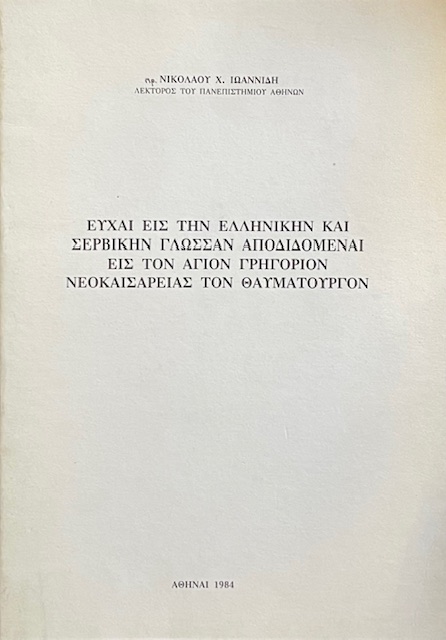 πρ. ΝΙΚΟΛΑΟΥ Χ. ΙΩΑΝΝΙΔΗ
ΛΕΚΤΟΡΟΣ ΤΟΥ ΠΑΝΕΠΙΣΤΗΜΙΟΥ ΑΘΗΝΩΝ
ΕΥΧΑΙ ΕΙΣ ΤΗΝ ΕΛΛΗΝΙΚΗΝ ΚΑΙ
ΣΕΡΒΙΚΗΝ ΓΛΩΣΣΑΝ ΑΠΟΔΙΔΟΜΕΝΑΙ
ΕΙΣ ΤΟΝ ΑΓΙΟΝ ΓΡΗΓΟΡΙΟΝ
ΝΕΟΚΑΙΣΑΡΕΙΑΣ ΤΟΝ ΘΑΥΜΑΤΟΥΡΓΟΝ
ΑΘΗΝΑΙ 1984